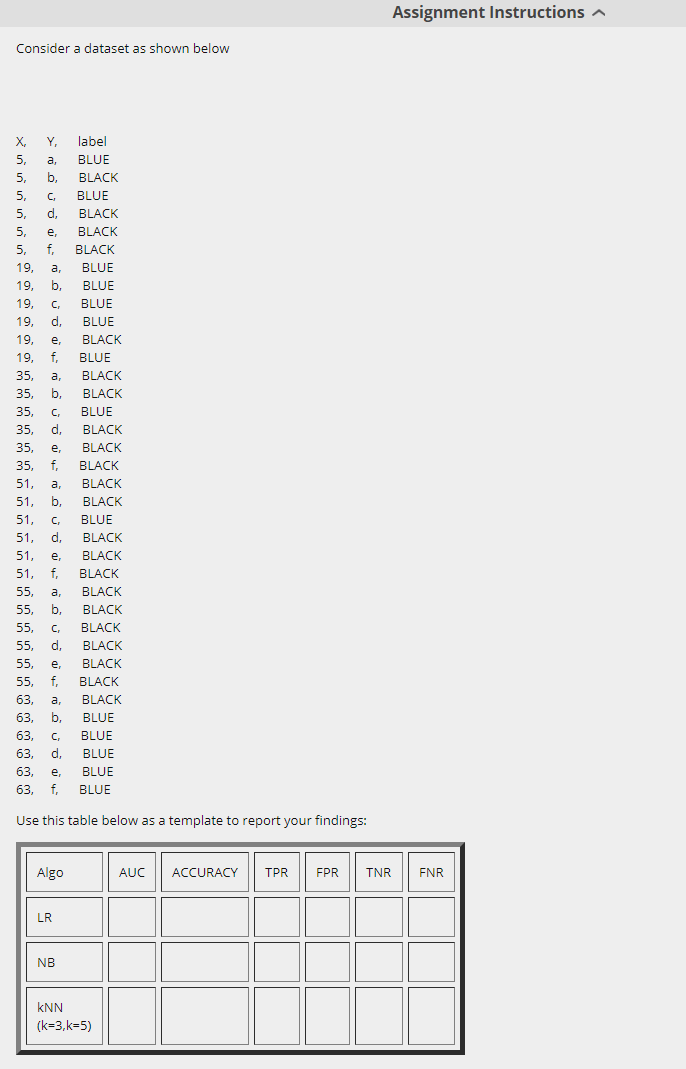 Assignment Instructions
Consider a dataset as shown below
X, Y, label
5, a, BLUE
5, b, BLACK
5, c, BLUE
5, d, BLACK
5, e, BLACK
5, f, BLACK
19, a, BLUE
19, b, BLUE
19, c, BLUE
19, d, BLUE
19, e, BLACK
19, f, BLUE
35, a, BLACK
35, b, BLACK
35, c, BLUE
35, d, BLACK
35, e, BLACK
35, f, BLACK
51, a, BLACK
51, b, BLACK
51, c, BLUE
51, d, BLACK
51, e, BLACK
51, f, BLACK
55, a, BLACK
55, b, BLACK
55, c, BLACK
55, d, BLACK
55, e, BLACK
55, f, BLACK
63, a, BLACK
63, b, BLUE
63, c, BLUE
63, d, BLUE
63, e, BLUE
63, f, BLUE
Use this table below as a template to report your findings:
Algo AUC ACCURACY TPR FPR TNR FNR
LR
NB
kNN
(k=3,k=5)